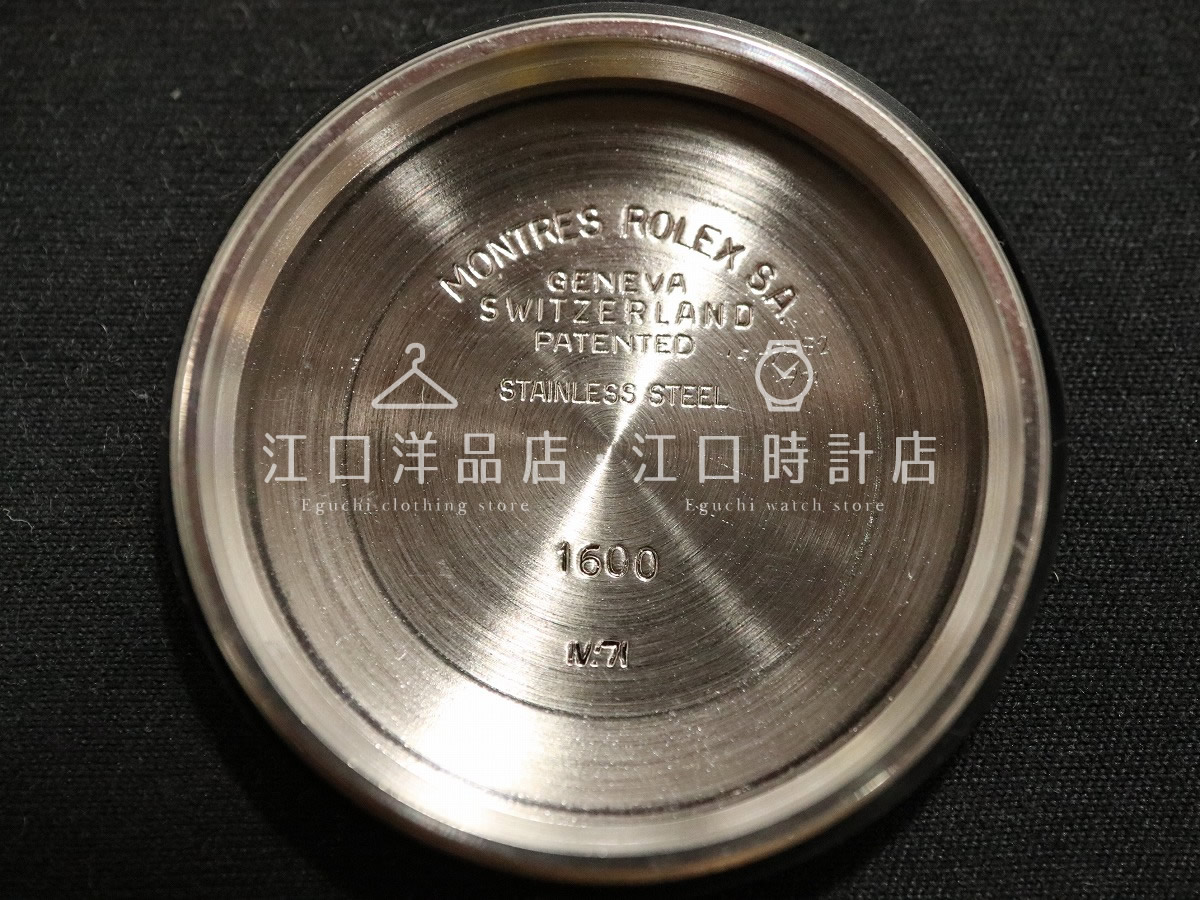 MONTRES ROLEX S.A.
GENEVA
SWITZERLAND
PATENTED
STAINLESS STEEL
江口洋品店 江口時計店
Eguchi clothing store Eguchi watch store
1600
IV.71